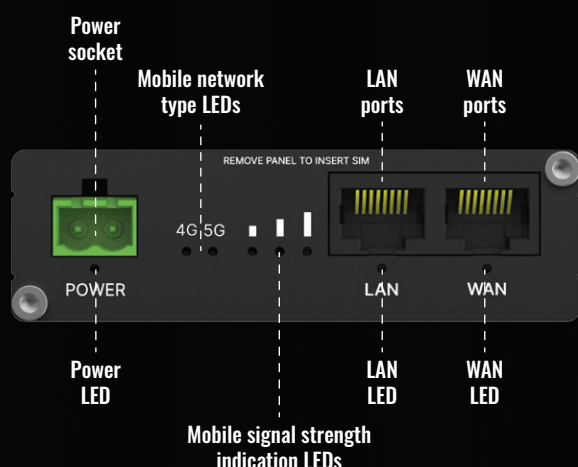 Power
socket
Mobile network
type LEDs
LAN
ports
WAN
ports
REMOVE PANEL TO INSERT SIM
4G 5G
POWER
LAN
WAN
Power
LED
LAN
LED
WAN
LED
Mobile signal strength
indication LEDs